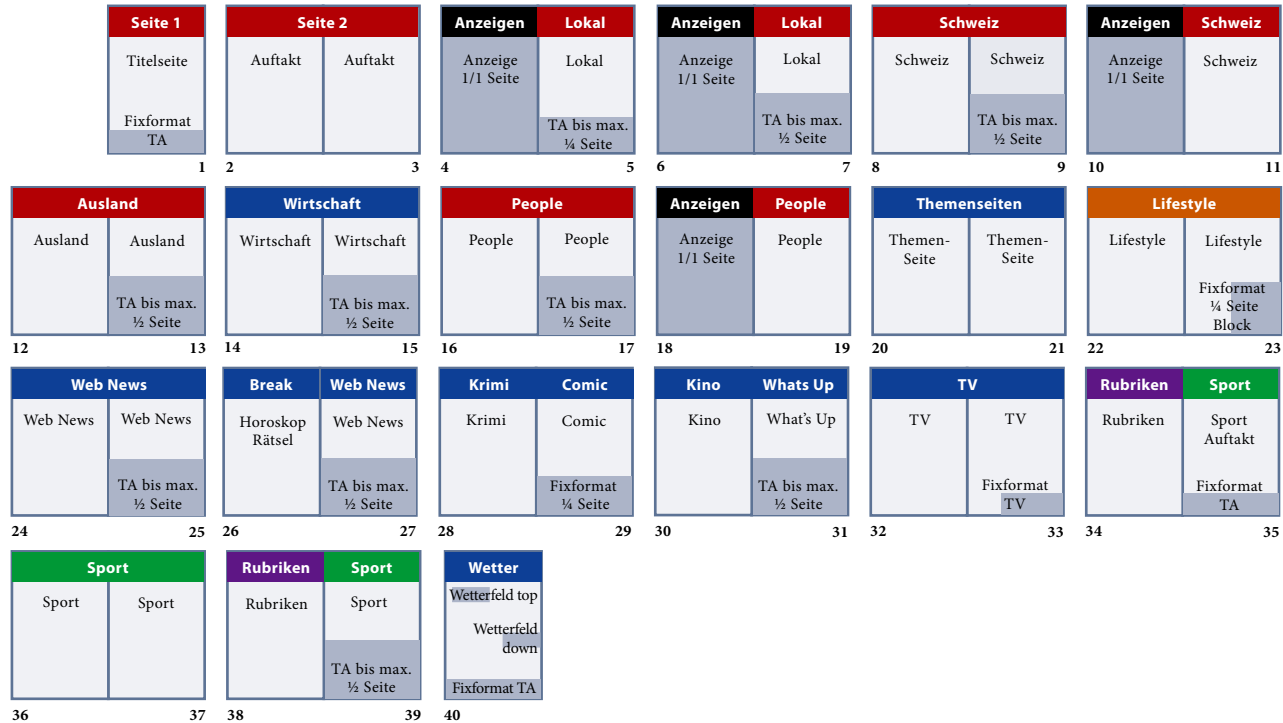 Seite 1
Titelseite
Fixformat
TA
1
Seite 2
Auftakt
Auftakt
2
3
Anzeigen
Lokal
Anzeige
1/1 Seite
Lokal
TA bis max.
¼ Seite
4
5
Anzeigen
Lokal
Anzeige
1/1 Seite
Lokal
TA bis max.
½ Seite
6
7
Schweiz
Schweiz
Schweiz
TA bis max.
½ Seite
8
9
Anzeigen
Schweiz
Anzeige
1/1 Seite
Schweiz
10
11
Ausland
Ausland
Ausland
TA bis max.
½ Seite
12
13
Wirtschaft
Wirtschaft
Wirtschaft
TA bis max.
½ Seite
14
15
People
People
People
TA bis max.
½ Seite
16
17
Anzeigen
People
Anzeige
1/1 Seite
People
18
19
Themenseiten
Themen-
Seite
Themen-
Seite
20
21
Lifestyle
Lifestyle
Lifestyle
Fixformat
¼ Seite
Block
22
23
Web News
Web News
Web News
TA bis max.
½ Seite
24
25
Break
Web News
Horoskop
Rätsel
Web News
TA bis max.
½ Seite
26
27
Krimi
Comic
Krimi
Comic
Fixformat
¼ Seite
28
29
Kino
Whats Up
Kino
What’s Up
TA bis max.
½ Seite
30
31
TV
TV
TV
Fixformat
TV
32
33
Rubriken
Sport
Rubriken
Sport
Auftakt
Fixformat
TA
34
35
Sport
Sport
Sport
36
37
Rubriken
Sport
Rubriken
Sport
TA bis max.
½ Seite
38
39
Wetter
Wetterfeld top
Wetterfeld
down
Fixformat TA
40